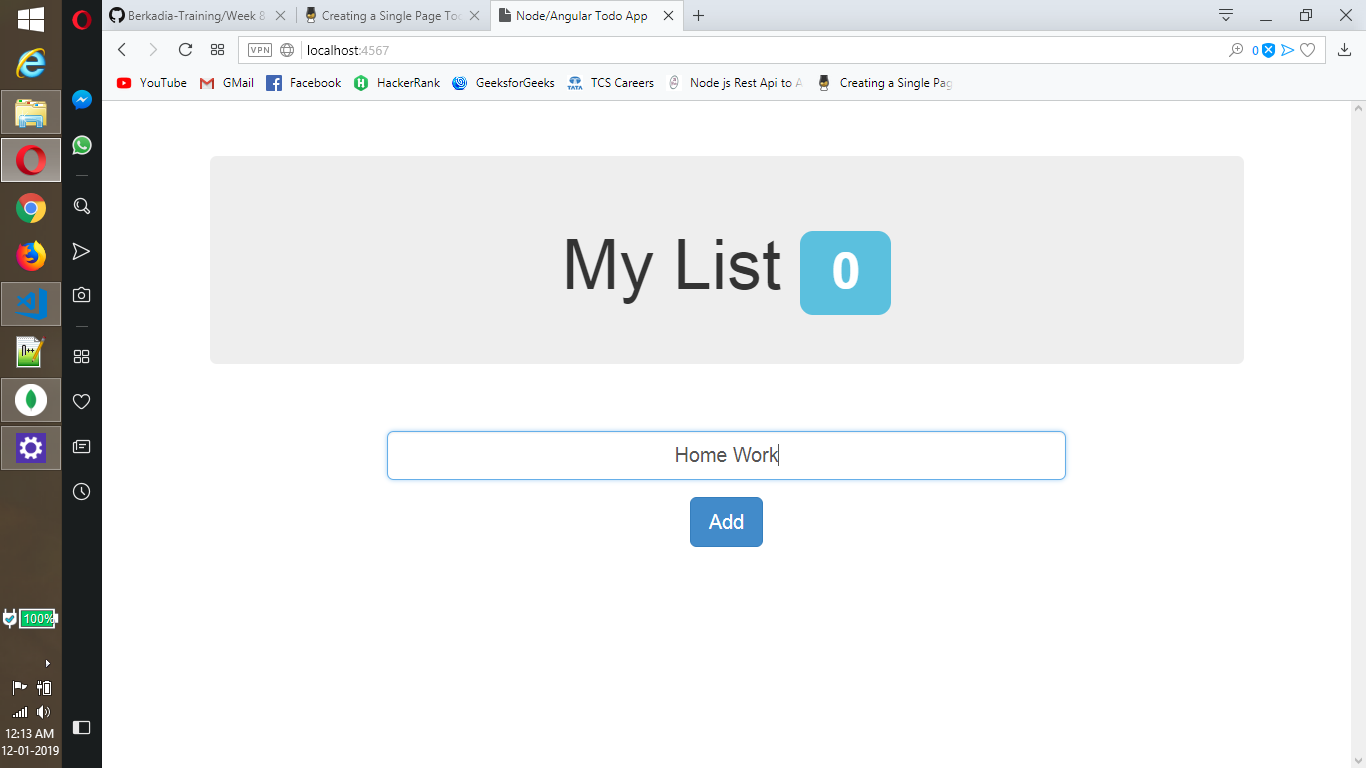 Berkadia-Training/Week 8
Creating a Single Page Too
Node/Angular Todo App
VPN
localhost:4567
0
YouTube
GMail
Facebook
HackerRank
GeeksforGeeks
TATA
TCS Careers
Node js Rest Api to A
Creating a Single Pag
My List 0
Home Work
Add
100%
12:13 AM
12-01-2019